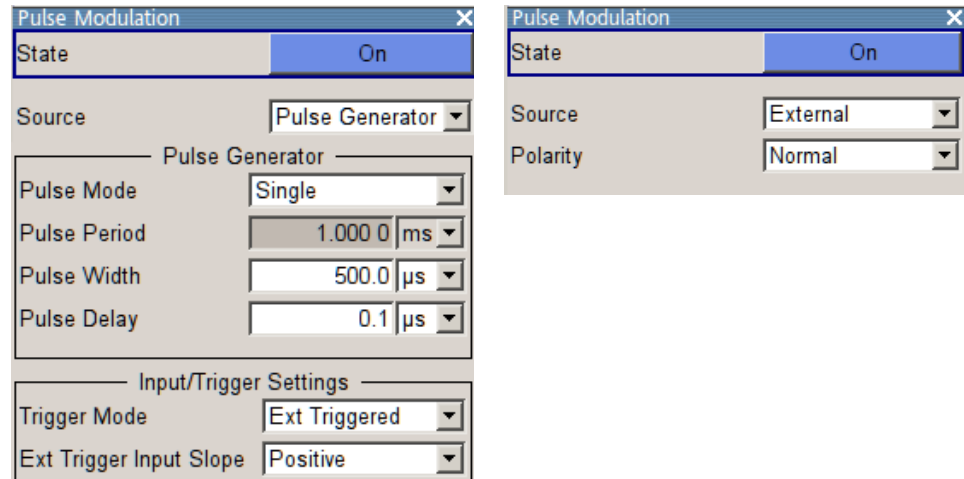 Pulse Modulation
State On
Source Pulse Generator
Pulse Generator
Pulse Mode Single
Pulse Period 1.000 0 ms
Pulse Width 500.0 µs
Pulse Delay 0.1 µs
Input/Trigger Settings
Trigger Mode Ext Triggered
Ext Trigger Input Slope Positive
Pulse Modulation
State On
Source External
Polarity Normal